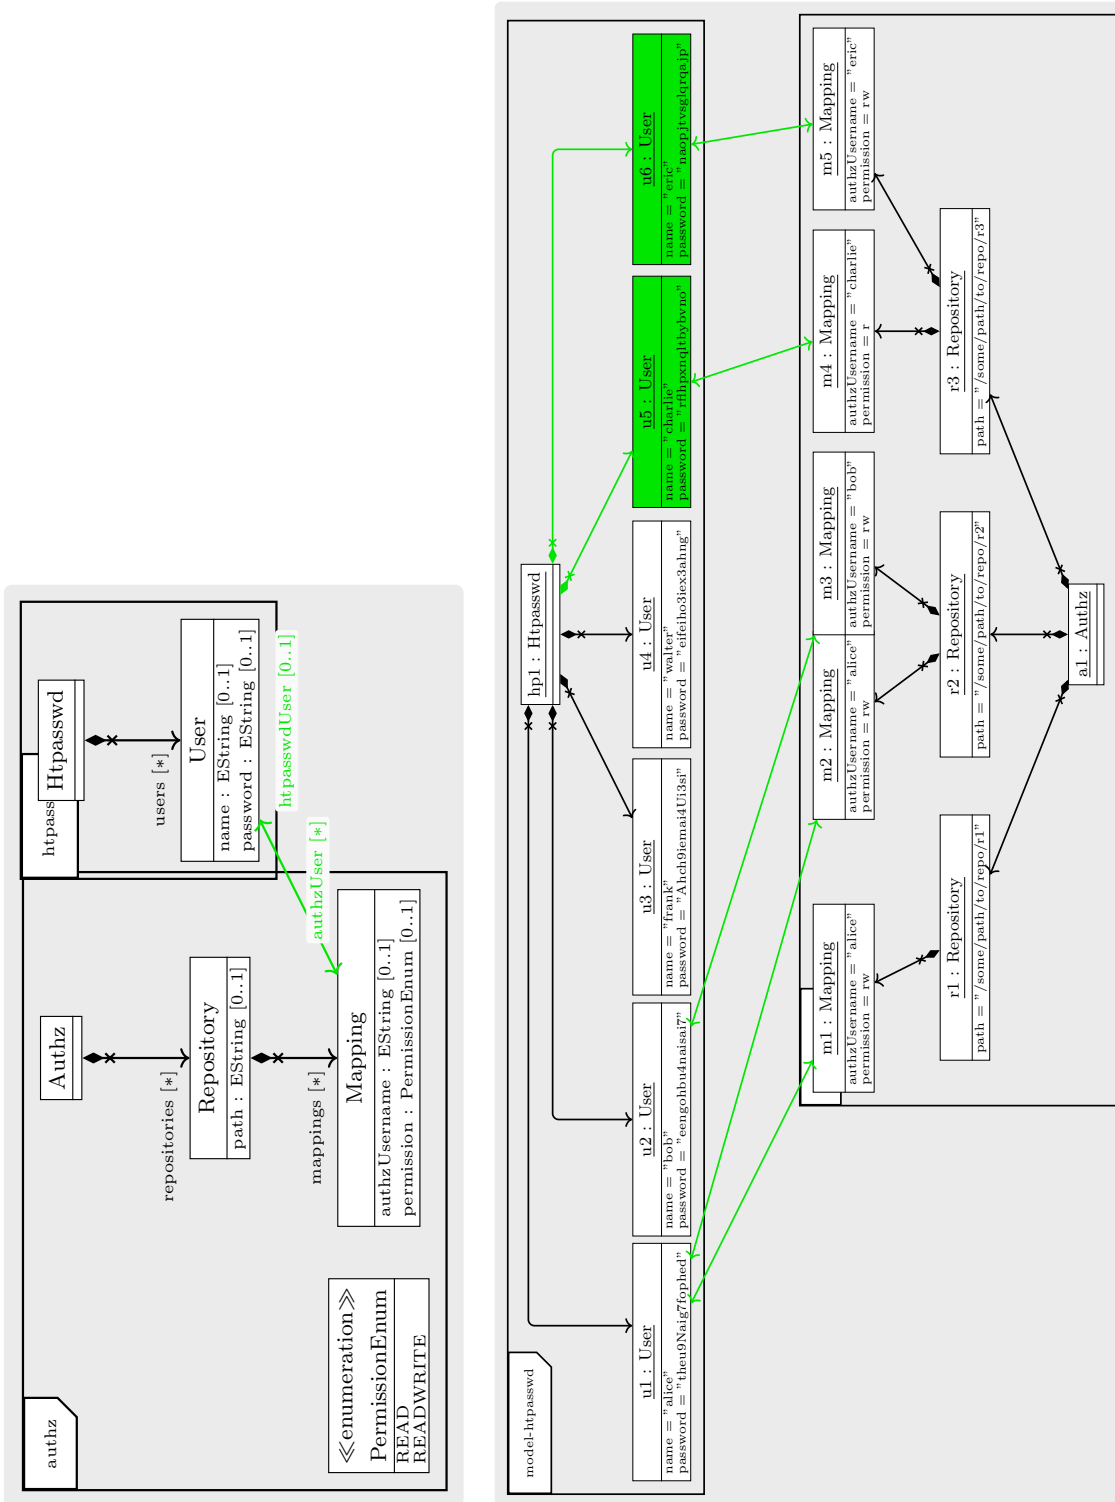 authz
Authz
repositories [*]
Repository
path : EString [0..1]
mappings [*]
Mapping
authzUsername : EString [0..1]
permission : PermissionEnum [0..1]
≪enumeration≫
PermissionEnum
READ
READWRITE
htpass
Htpasswd
users [*]
User
name : EString [0..1]
password : EString [0..1]
authzUser [*]
htpasswdUser [0..1]
model-htpasswd
hp1 : Htpasswd
u1 : User
name = "alice"
password = "theu9Naig7fophed"
u2 : User
name = "bob"
password = "eengohbu4naisai7"
u3 : User
name = "frank"
password = "Ahch9iemai4Ui3si"
u4 : User
name = "walter"
password = "eifeiho3iex3ahng"
u5 : User
name = "charlie"
password = "rflhpxnqltbybvno"
u6 : User
name = "eric"
password = "naopjtvsglqrqajp"
m1 : Mapping
authzUsername = "alice"
permission = rw
m2 : Mapping
authzUsername = "alice"
permission = rw
m3 : Mapping
authzUsername = "bob"
permission = rw
m4 : Mapping
authzUsername = "charlie"
permission = r
m5 : Mapping
authzUsername = "eric"
permission = rw
r1 : Repository
path = "/some/path/to/repo/r1"
r2 : Repository
path = "/some/path/to/repo/r2"
r3 : Repository
path = "/some/path/to/repo/r3"
a1 : Authz